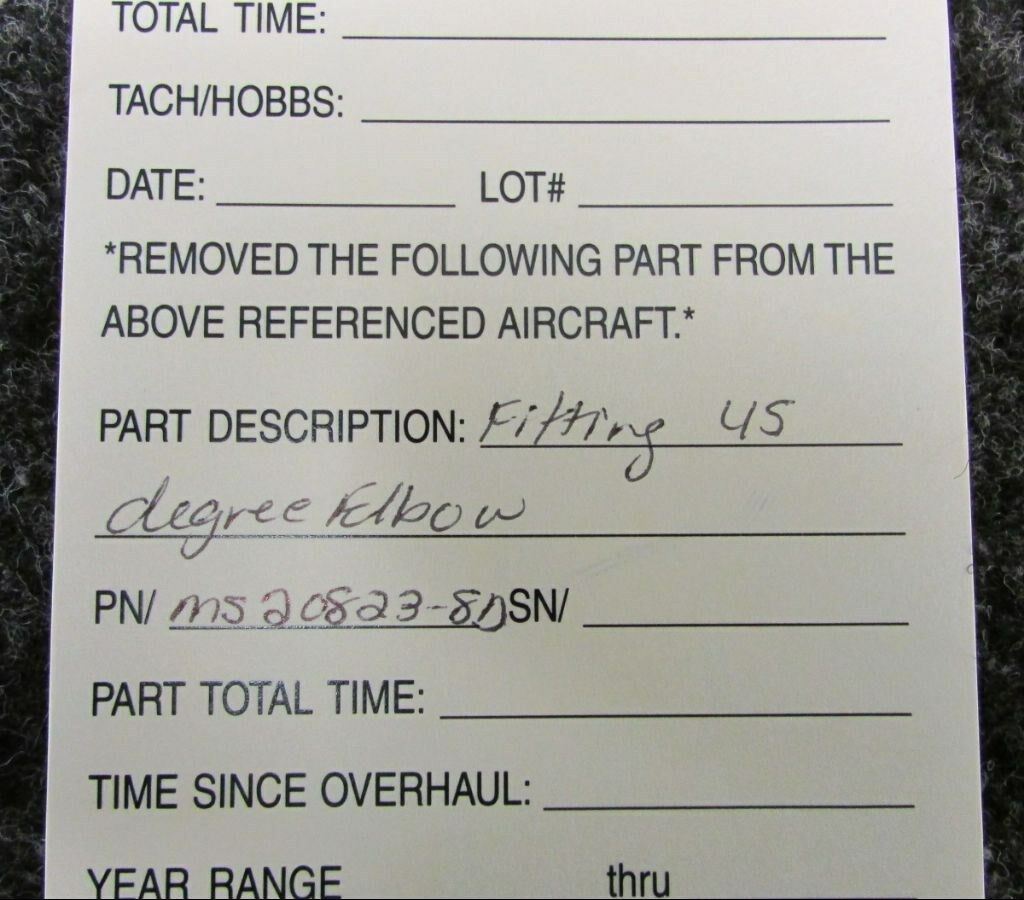 TOTAL TIME:
TACH/HOBBS:
DATE: LOT#
*REMOVED THE FOLLOWING PART FROM THE
ABOVE REFERENCED AIRCRAFT.*
PART DESCRIPTION: Fitting 45
degree Elbow
PN/ ms20823-8D SN/
PART TOTAL TIME:
TIME SINCE OVERHAUL:
YEAR RANGE thru